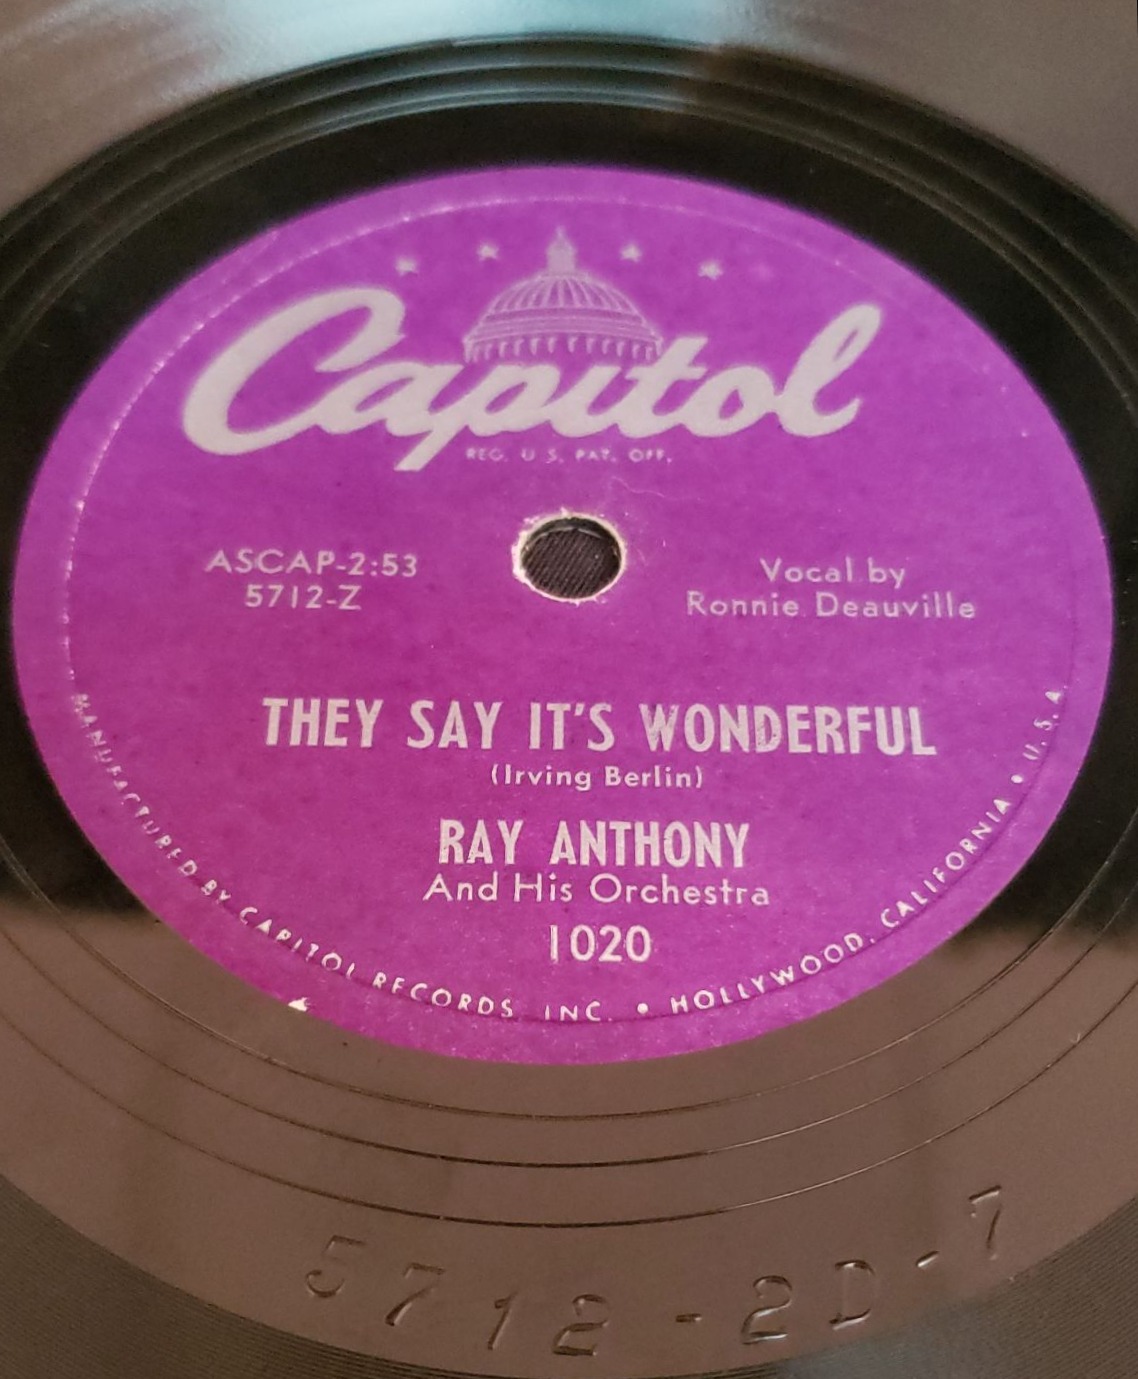 Capitol
REG. U.S. PAT. OFF.
ASCAP-2:53
5712-Z
Vocal by
Ronnie Deauville
THEY SAY IT'S WONDERFUL
(Irving Berlin)
RAY ANTHONY
And His Orchestra
1020
MANUFACTURED BY CAPITOL RECORDS INC. • HOLLYWOOD, CALIFORNIA • U.S.A.
5712-2D-7